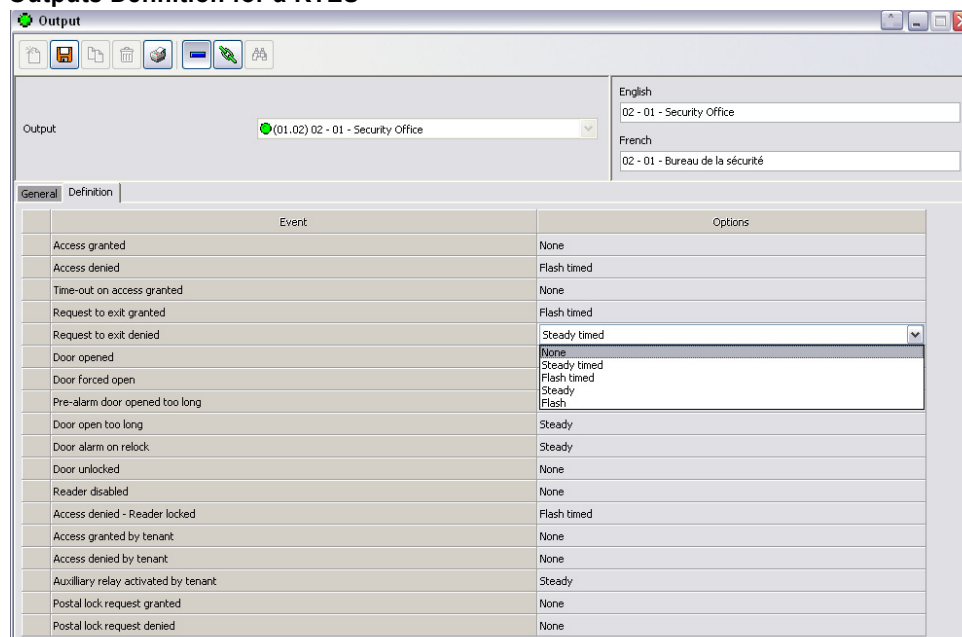 Outputs Definition for a KTES
Output
English
02 - 01 - Security Office
Output
(01.02) 02 - 01 - Security Office
French
02 - 01 - Bureau de la sécurité
General Definition
Event Options
Access granted None
Access denied Flash timed
Time-out on access granted None
Request to exit granted Flash timed
Request to exit denied Steady timed
Door opened None
Steady timed
Door forced open Flash timed
Steady
Pre-alarm door opened too long Flash
Door open too long Steady
Door alarm on relock Steady
Door unlocked None
Reader disabled None
Access denied - Reader locked Flash timed
Access granted by tenant None
Access denied by tenant None
Auxilliary relay activated by tenant Steady
Postal lock request granted None
Postal lock request denied None